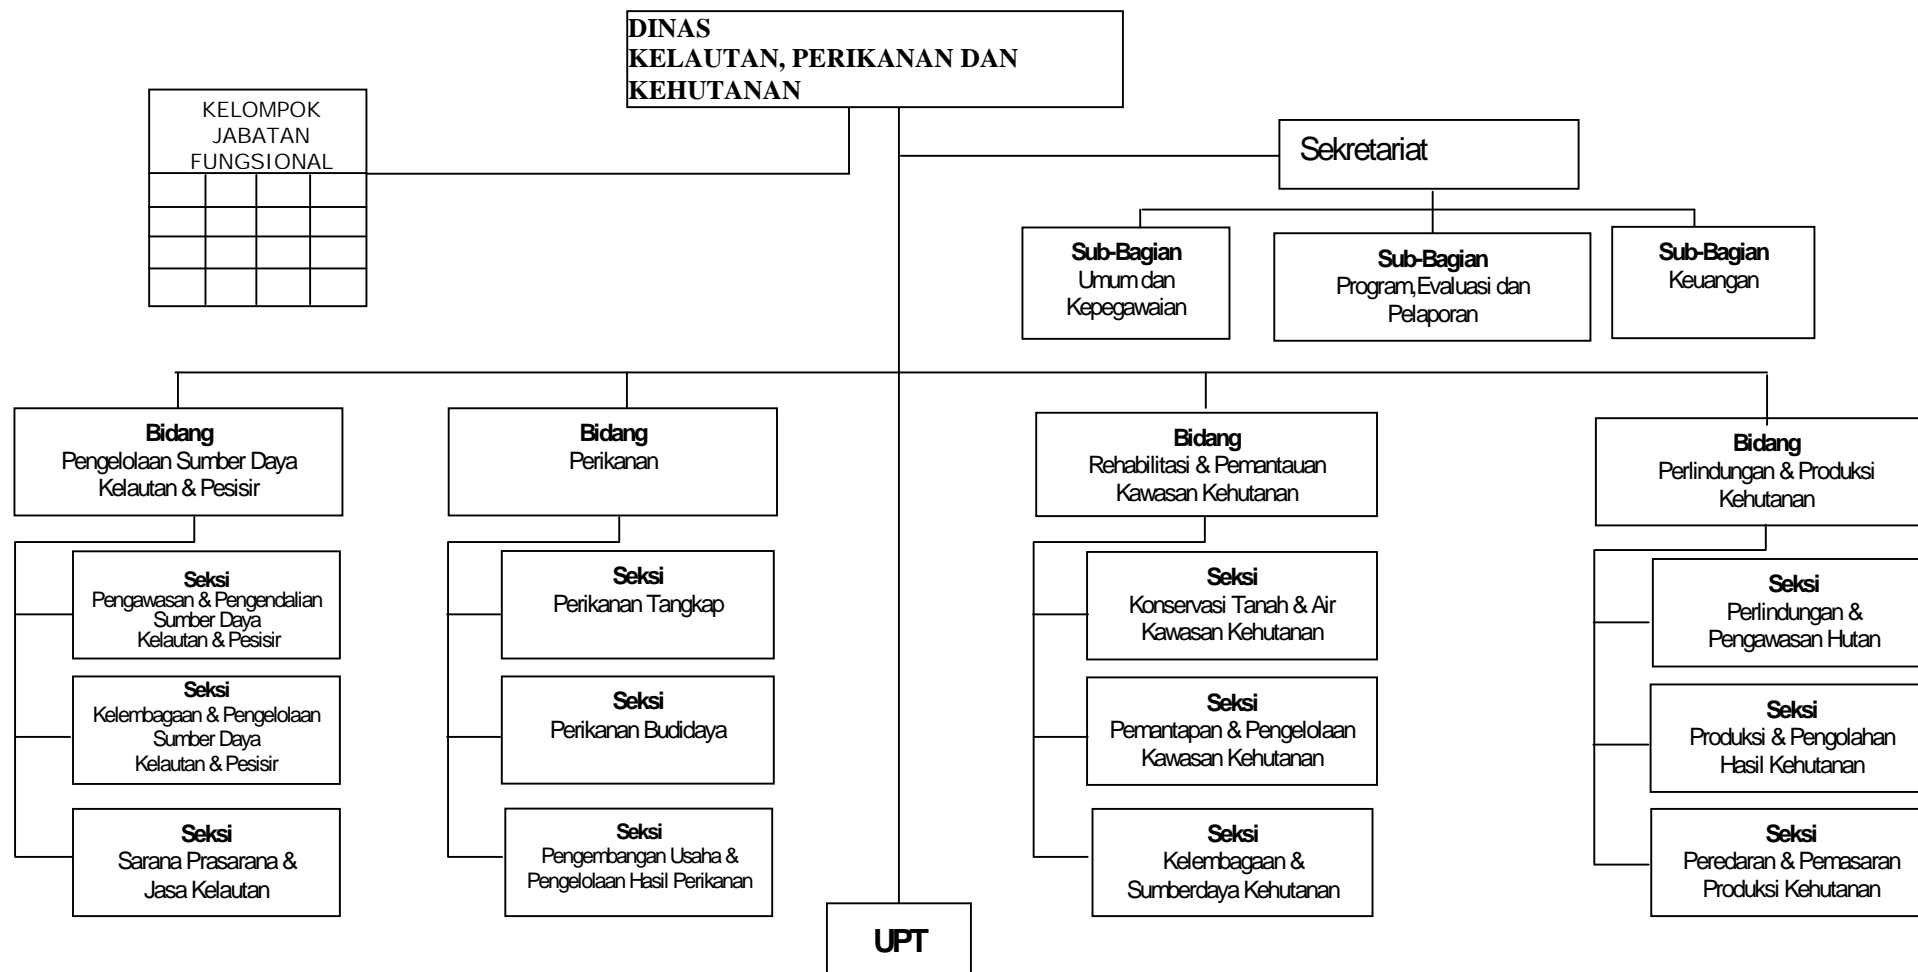 DINAS
KELAUTAN, PERIKANAN DAN
KEHUTANAN
KELOMPOK
JABATAN
FUNGSIONAL
Sekretariat
Sub-Bagian
Umum dan
Kepegawaian
Sub-Bagian
Program,Evaluasi dan
Pelaporan
Sub-Bagian
Keuangan
Bidang
Pengelolaan Sumber Daya
Kelautan & Pesisir
Bidang
Perikanan
Bidang
Rehabilitasi & Pemantauan
Kawasan Kehutanan
Bidang
Perlindungan & Produksi
Kehutanan
Seksi
Pengawasan & Pengendalian
Sumber Daya
Kelautan & Pesisir
Seksi
Kelembagaan & Pengelolaan
Sumber Daya
Kelautan & Pesisir
Seksi
Sarana Prasarana &
Jasa Kelautan
Seksi
Perikanan Tangkap
Seksi
Perikanan Budidaya
Seksi
Pengembangan Usaha &
Pengelolaan Hasil Perikanan
Seksi
Konservasi Tanah & Air
Kawasan Kehutanan
Seksi
Pemantapan & Pengelolaan
Kawasan Kehutanan
Seksi
Kelembagaan &
Sumberdaya Kehutanan
Seksi
Perlindungan &
Pengawasan Hutan
Seksi
Produksi & Pengolahan
Hasil Kehutanan
Seksi
Peredaran & Pemasaran
Produksi Kehutanan
UPT